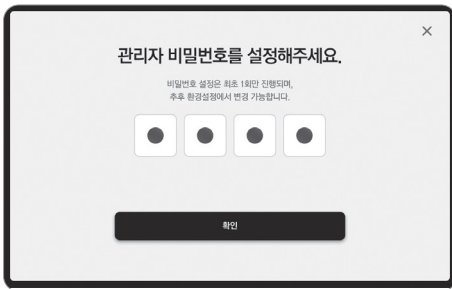 관리자 비밀번호를 설정해주세요.
비밀번호 설정은 최초 1회만 진행되며,
추후 환경설정에서 변경 가능합니다.
확인